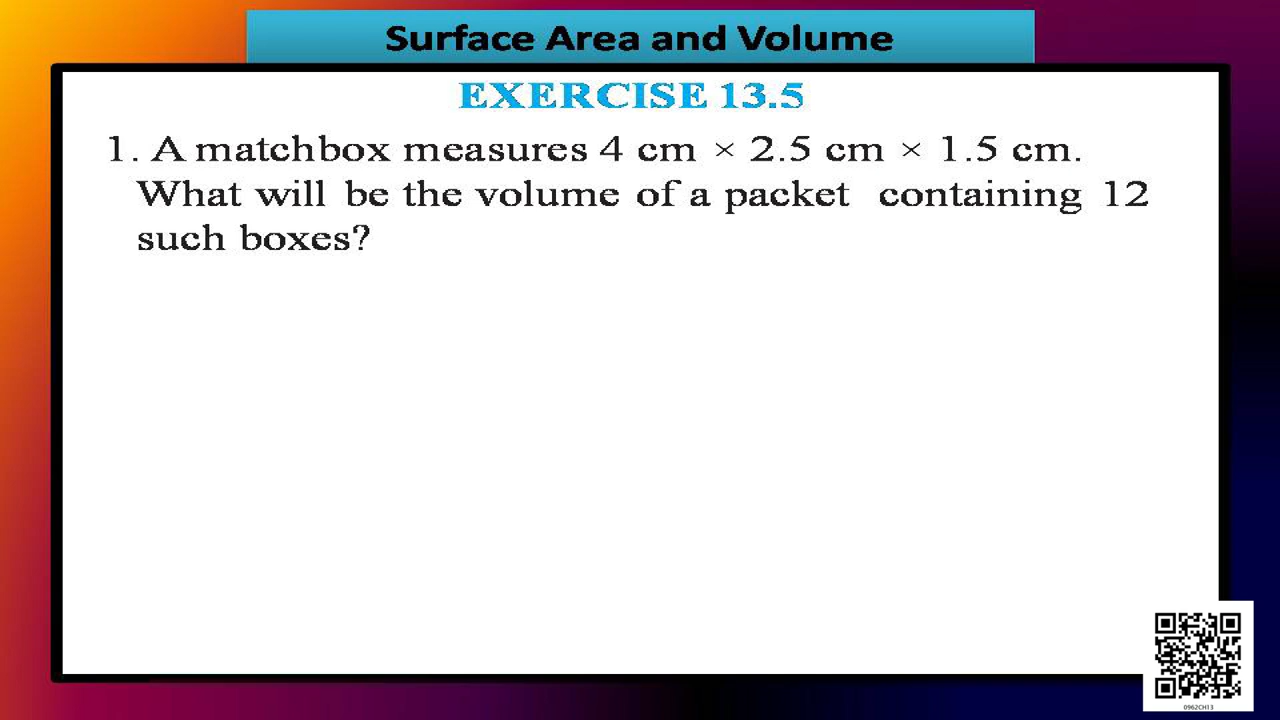 Surface Area and Volume
EXERCISE 13.5
1. A matchbox measures 4 cm × 2.5 cm × 1.5 cm.
What will be the volume of a packet containing 12
such boxes?
0962CH13